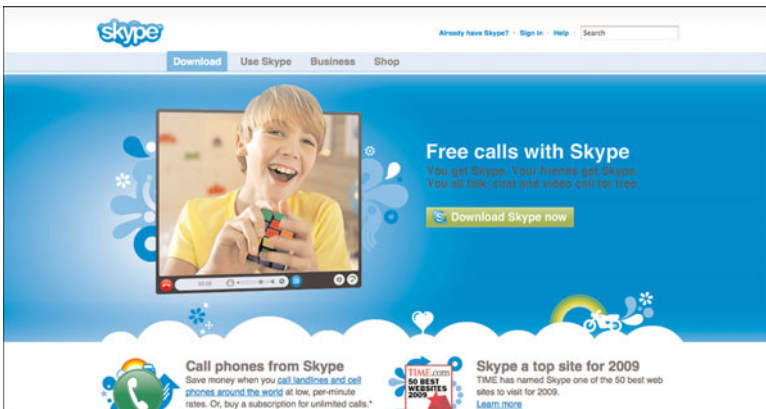 skype
Already have Skype? Sign in Help Search
Download Use Skype Business Shop
Free calls with Skype
You get Skype. Your friends get Skype.
You all talk, chat and video call for free.
Download Skype now
Call phones from Skype
Save money when you call landlines and cell
phones around the world at low, per-minute
rates. Or, buy a subscription for unlimited calls.*
TIME.com
50 BEST
WEBSITES
2009
Skype a top site for 2009
TIME has named Skype one of the 50 best web
sites to visit for 2009.
Learn more